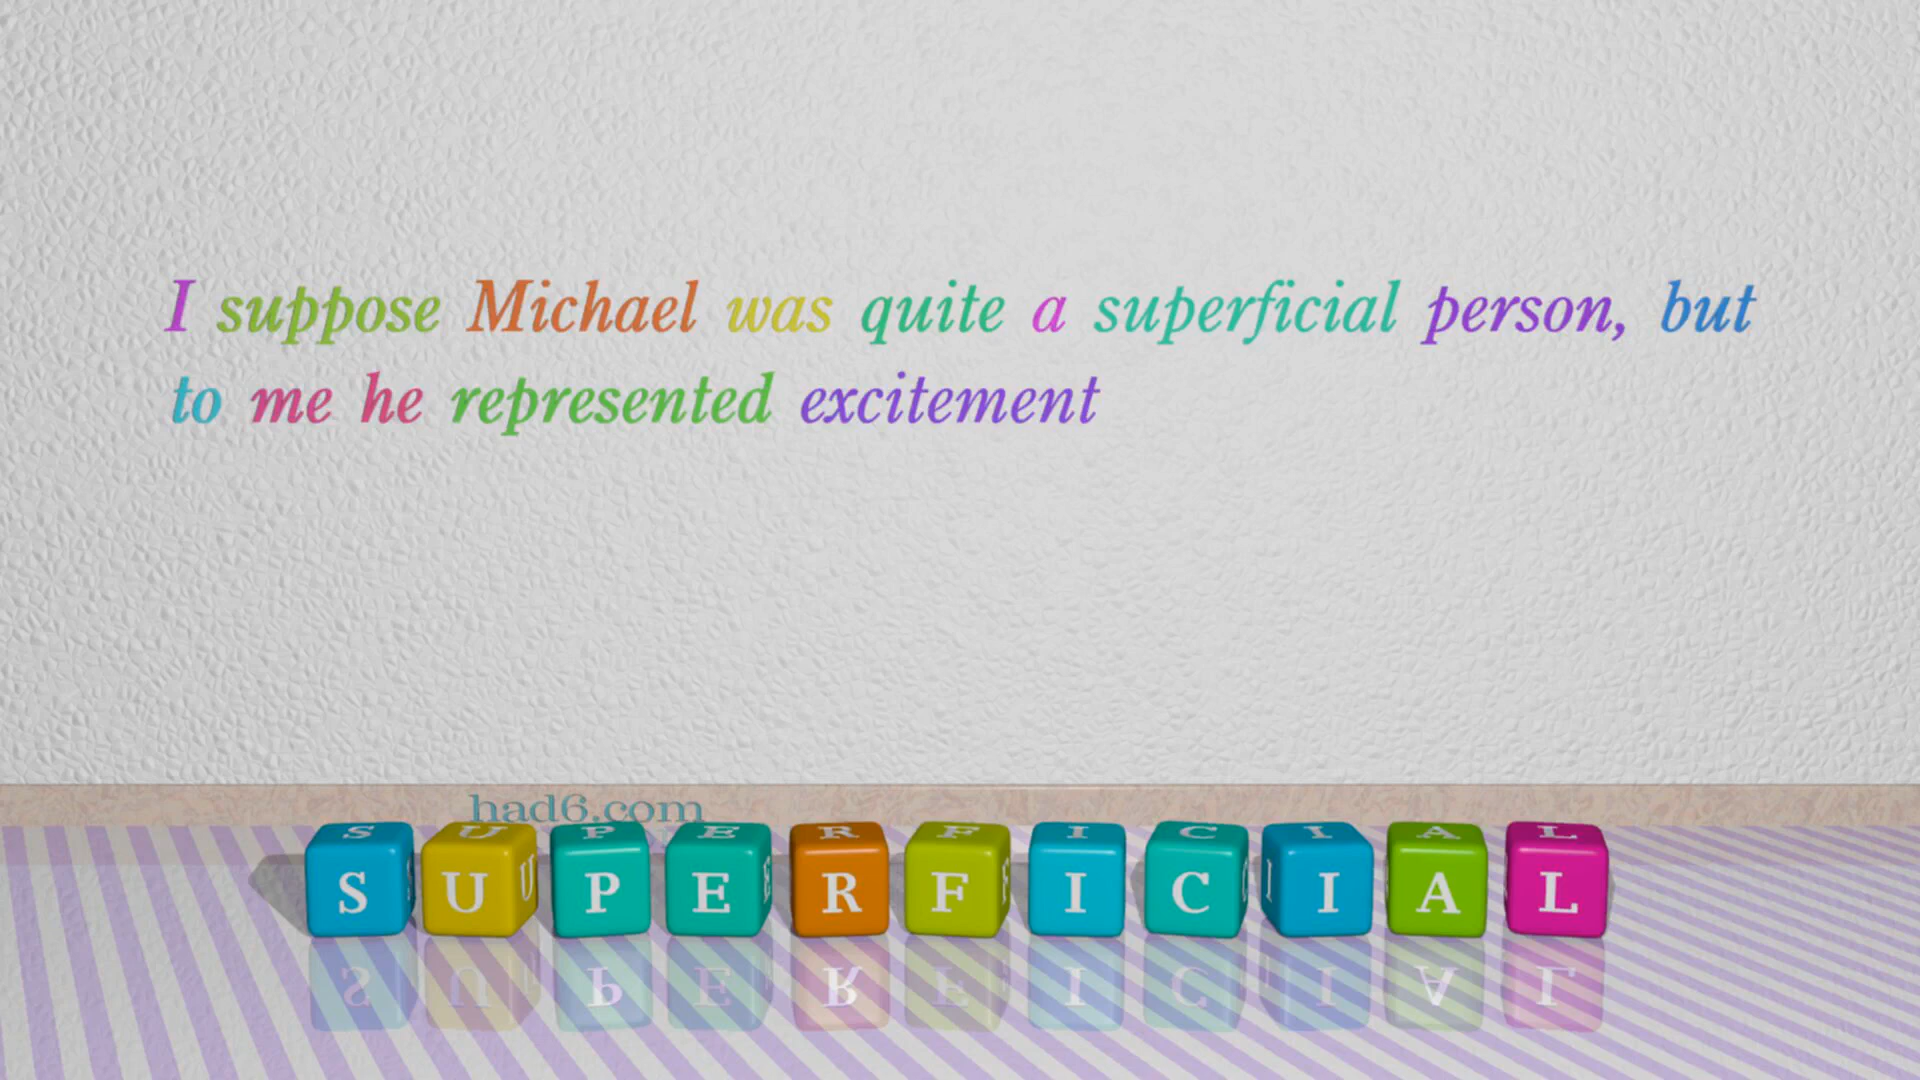 I suppose Michael was quite a superficial person, but
to me he represented excitement
had6.com
SUPERFICIAL